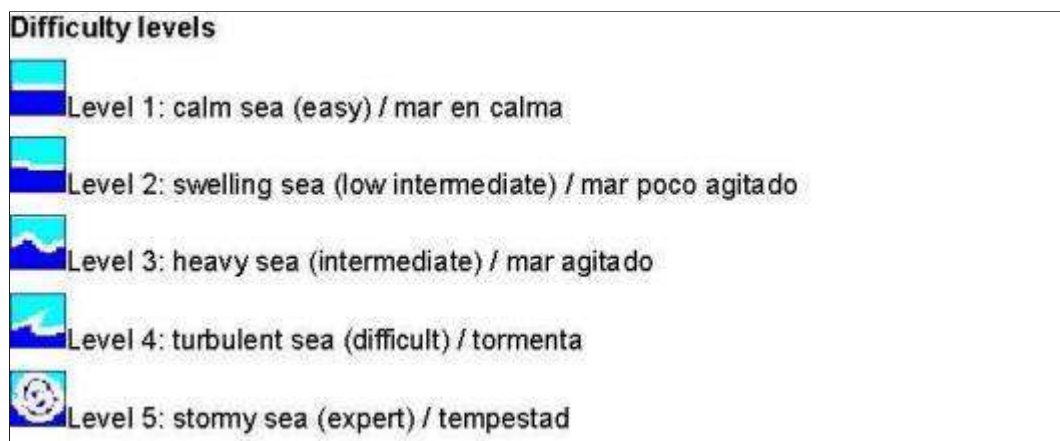 Difficulty levels
Level 1: calm sea (easy) / mar en calma
Level 2: swelling sea (low intermediate) / mar poco agitado
Level 3: heavy sea (intermediate) / mar agitado
Level 4: turbulent sea (difficult) / tormenta
Level 5: stormy sea (expert) / tempestad